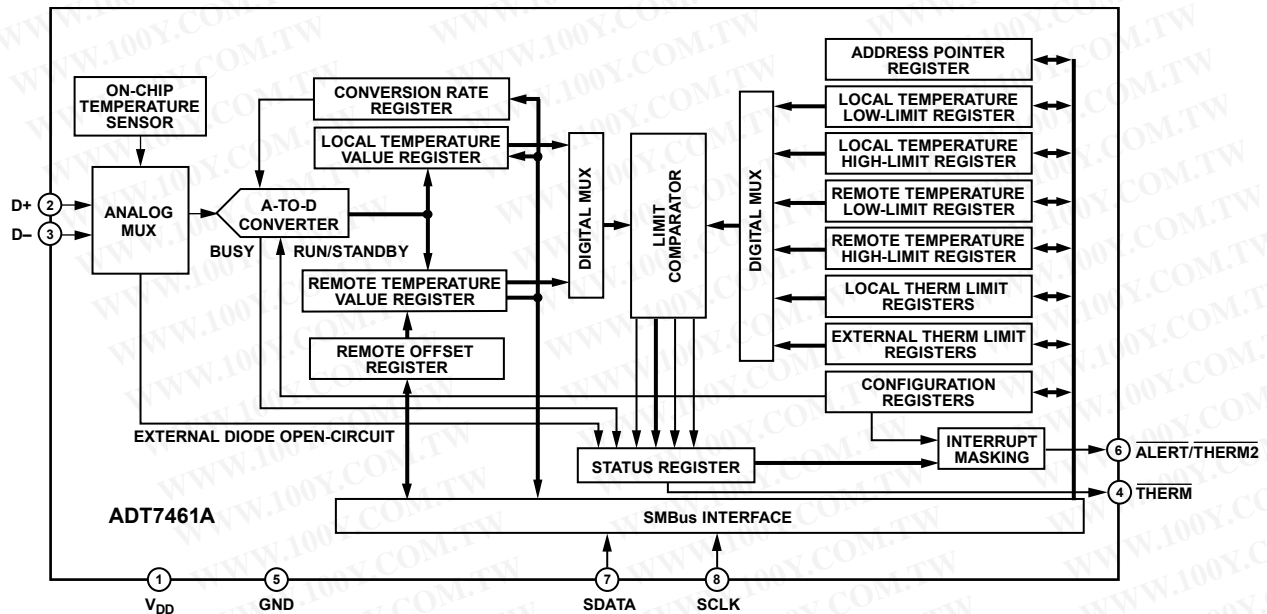 ON-CHIP
TEMPERATURE
SENSOR
CONVERSION RATE
REGISTER
LOCAL TEMPERATURE
VALUE REGISTER
D+
2
D–
3
ANALOG
MUX
A-TO-D
CONVERTER
BUSY
RUN/STANDBY
REMOTE TEMPERATURE
VALUE REGISTER
REMOTE OFFSET
REGISTER
DIGITAL MUX
LIMIT
COMPARATOR
DIGITAL MUX
ADDRESS POINTER
REGISTER
LOCAL TEMPERATURE
LOW-LIMIT REGISTER
LOCAL TEMPERATURE
HIGH-LIMIT REGISTER
REMOTE TEMPERATURE
LOW-LIMIT REGISTER
REMOTE TEMPERATURE
HIGH-LIMIT REGISTER
LOCAL THERM LIMIT
REGISTERS
EXTERNAL THERM LIMIT
REGISTERS
CONFIGURATION
REGISTERS
EXTERNAL DIODE OPEN-CIRCUIT
STATUS REGISTER
INTERRUPT
MASKING
6
ALERT/THERM2
4
THERM
ADT7461A
SMBus INTERFACE
1
VDD
5
GND
7
SDATA
8
SCLK
WWW.100Y.COM.TW